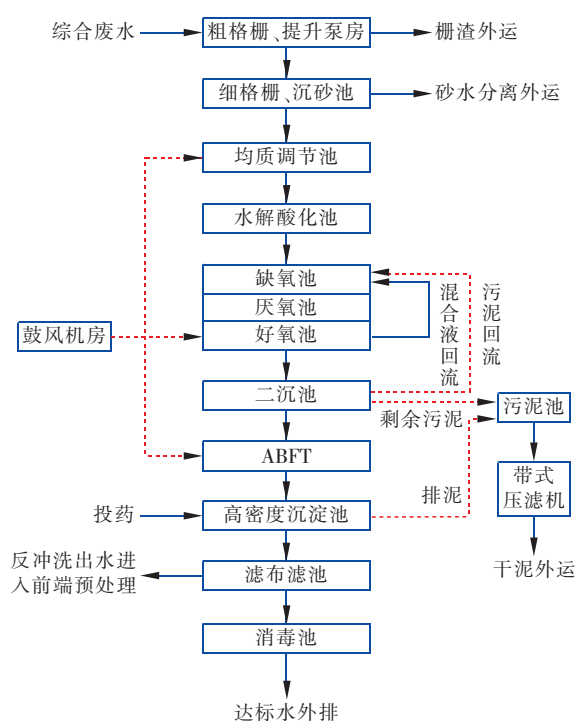 综合废水
粗格栅、提升泵房
栅渣外运
细格栅、沉砂池
砂水分离外运
均质调节池
水解酸化池
缺氧池
厌氧池
好氧池
鼓风机房
混合液回流
污泥回流
二沉池
剩余污泥
污泥池
ABFT
带式
压滤机
排泥
投药
高密度沉淀池
反冲洗出水进
入前端预处理
滤布滤池
干泥外运
消毒池
达标水外排